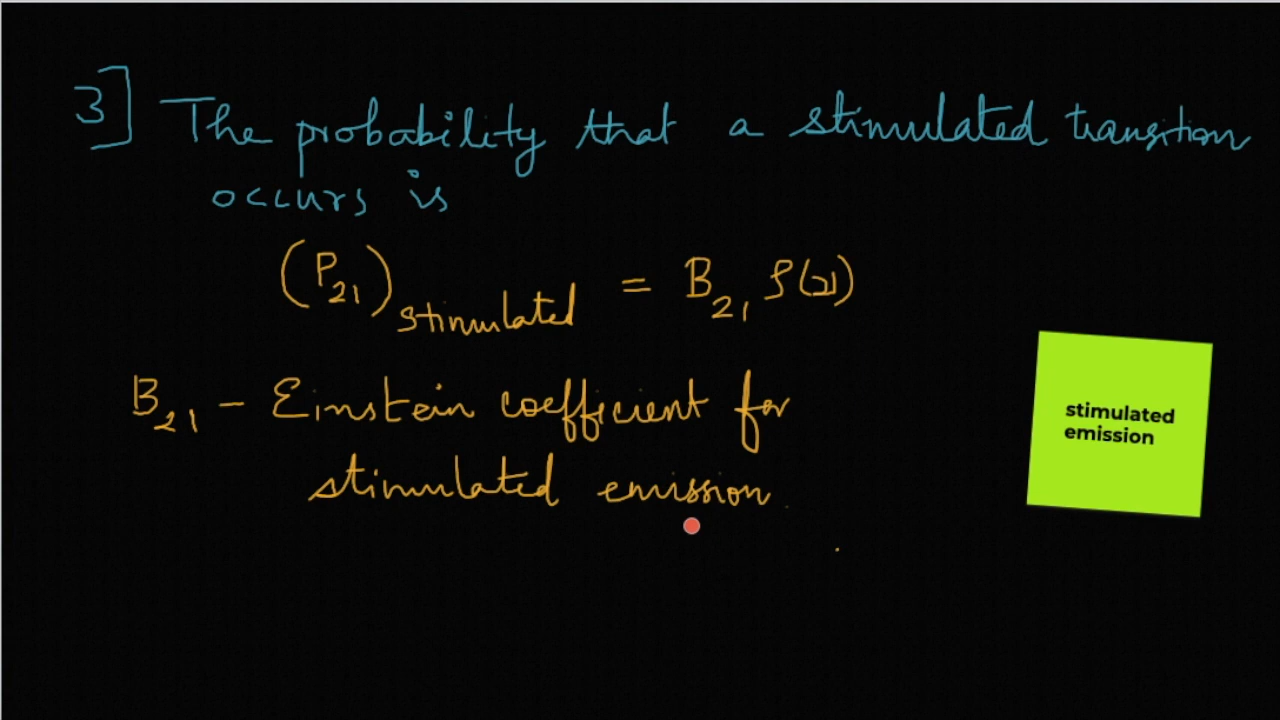 3] The probability that a stimulated transition
occurs is
(P₂₁)stimulated = B₂₁ ρ(ν)
B₂₁ – Einstein coefficient for
stimulated emission
stimulated
emission